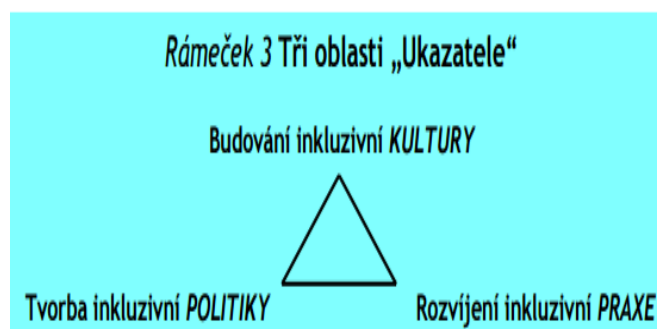 Rámeček 3 Tři oblasti „Ukazatele“
Budování inkluzivní KULTURY
Tvorba inkluzivní POLITIKY
Rozvíjení inkluzivní PRAXE